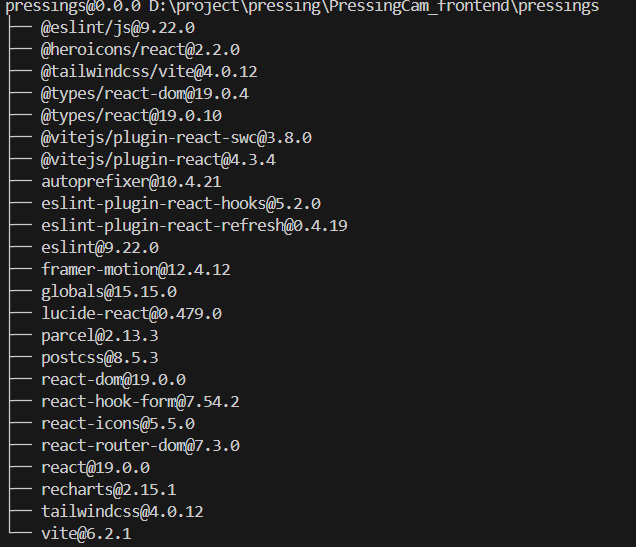 pressings@0.0.0 D:\project\pressing\PressingCam_frontend\pressings
├── @eslint/js@9.22.0
├── @heroicons/react@2.2.0
├── @tailwindcss/vite@4.0.12
├── @types/react-dom@19.0.4
├── @types/react@19.0.10
├── @vitejs/plugin-react-swc@3.8.0
├── @vitejs/plugin-react@4.3.4
├── autoprefixer@10.4.21
├── eslint-plugin-react-hooks@5.2.0
├── eslint-plugin-react-refresh@0.4.19
├── eslint@9.22.0
├── framer-motion@12.4.12
├── globals@15.15.0
├── lucide-react@0.479.0
├── parcel@2.13.3
├── postcss@8.5.3
├── react-dom@19.0.0
├── react-hook-form@7.54.2
├── react-icons@5.5.0
├── react-router-dom@7.3.0
├── react@19.0.0
├── recharts@2.15.1
├── tailwindcss@4.0.12
└── vite@6.2.1